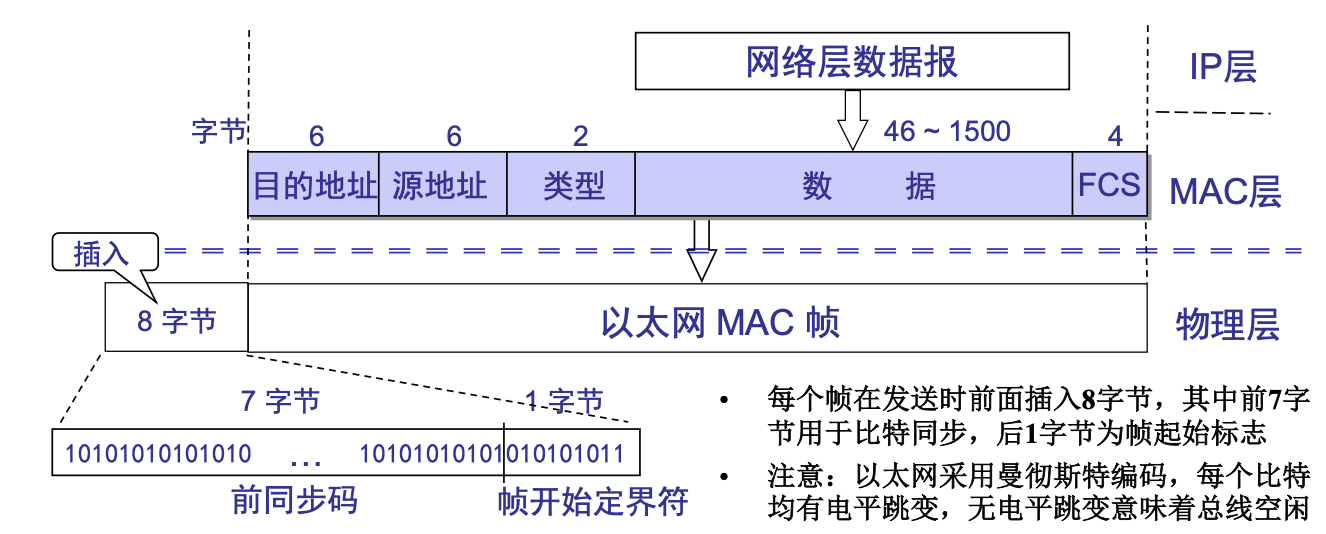 网络层数据报
IP层
字节
6
6
2
46 ~ 1500
4
目的地址
源地址
类型
数 据
FCS
MAC层
插入
8 字节
以太网 MAC 帧
物理层
7 字节
1 字节
10101010101010 … 10101010101010101011
前同步码
帧开始定界符
• 每个帧在发送时前面插入8字节，其中前7字
节用于比特同步，后1字节为帧起始标志
• 注意：以太网采用曼彻斯特编码，每个比特
均有电平跳变，无电平跳变意味着总线空闲